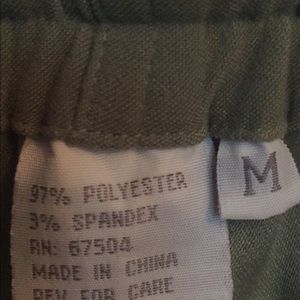 97% POLYESTER
3% SPANDEX
RN: 67504
MADE IN CHINA
REV FOR CARE
M